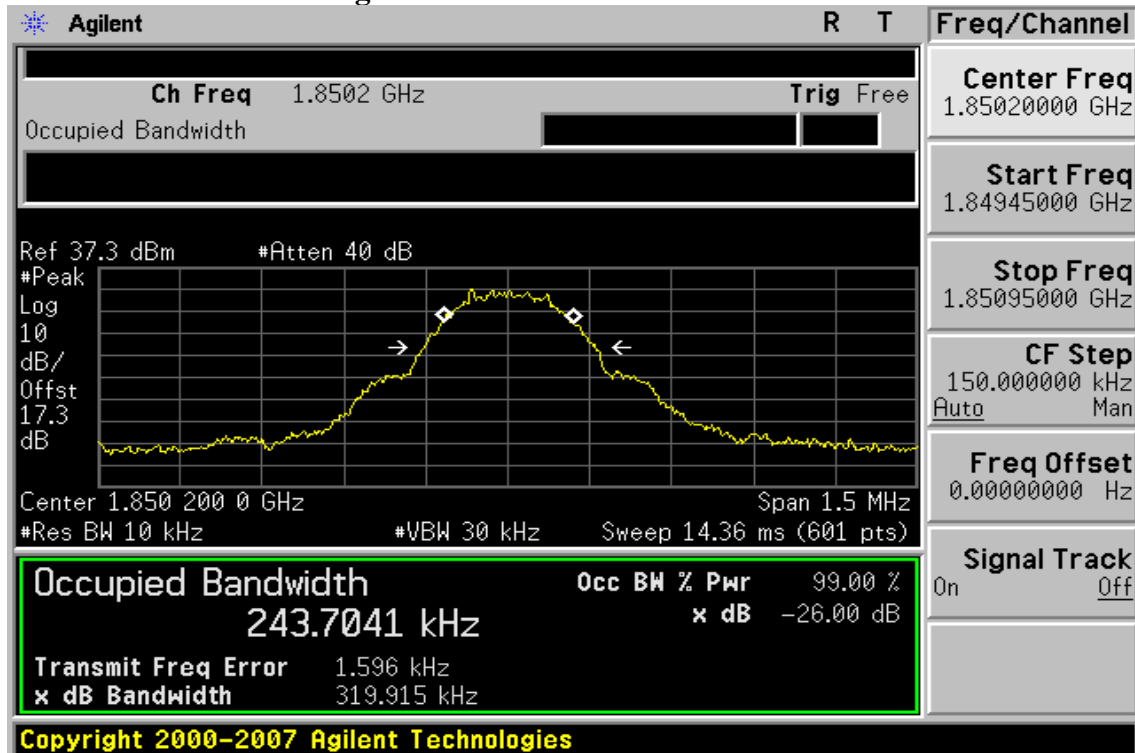 Agilent R T Freq/Channel
Ch Freq 1.8502 GHz Trig Free
Occupied Bandwidth
Center Freq
1.85020000 GHz
Start Freq
1.84945000 GHz
Stop Freq
1.85095000 GHz
CF Step
150.000000 kHz
Auto Man
Freq Offset
0.00000000 Hz
Signal Track
On Off
Ref 37.3 dBm #Atten 40 dB
#Peak
Log
10
dB/
Offst
17.3
dB
Center 1.850 200 0 GHz Span 1.5 MHz
#Res BW 10 kHz #VBW 30 kHz Sweep 14.36 ms (601 pts)
Occupied Bandwidth Occ BW % Pwr 99.00 %
243.7041 kHz x dB -26.00 dB
Transmit Freq Error 1.596 kHz
x dB Bandwidth 319.915 kHz
Copyright 2000-2007 Agilent Technologies